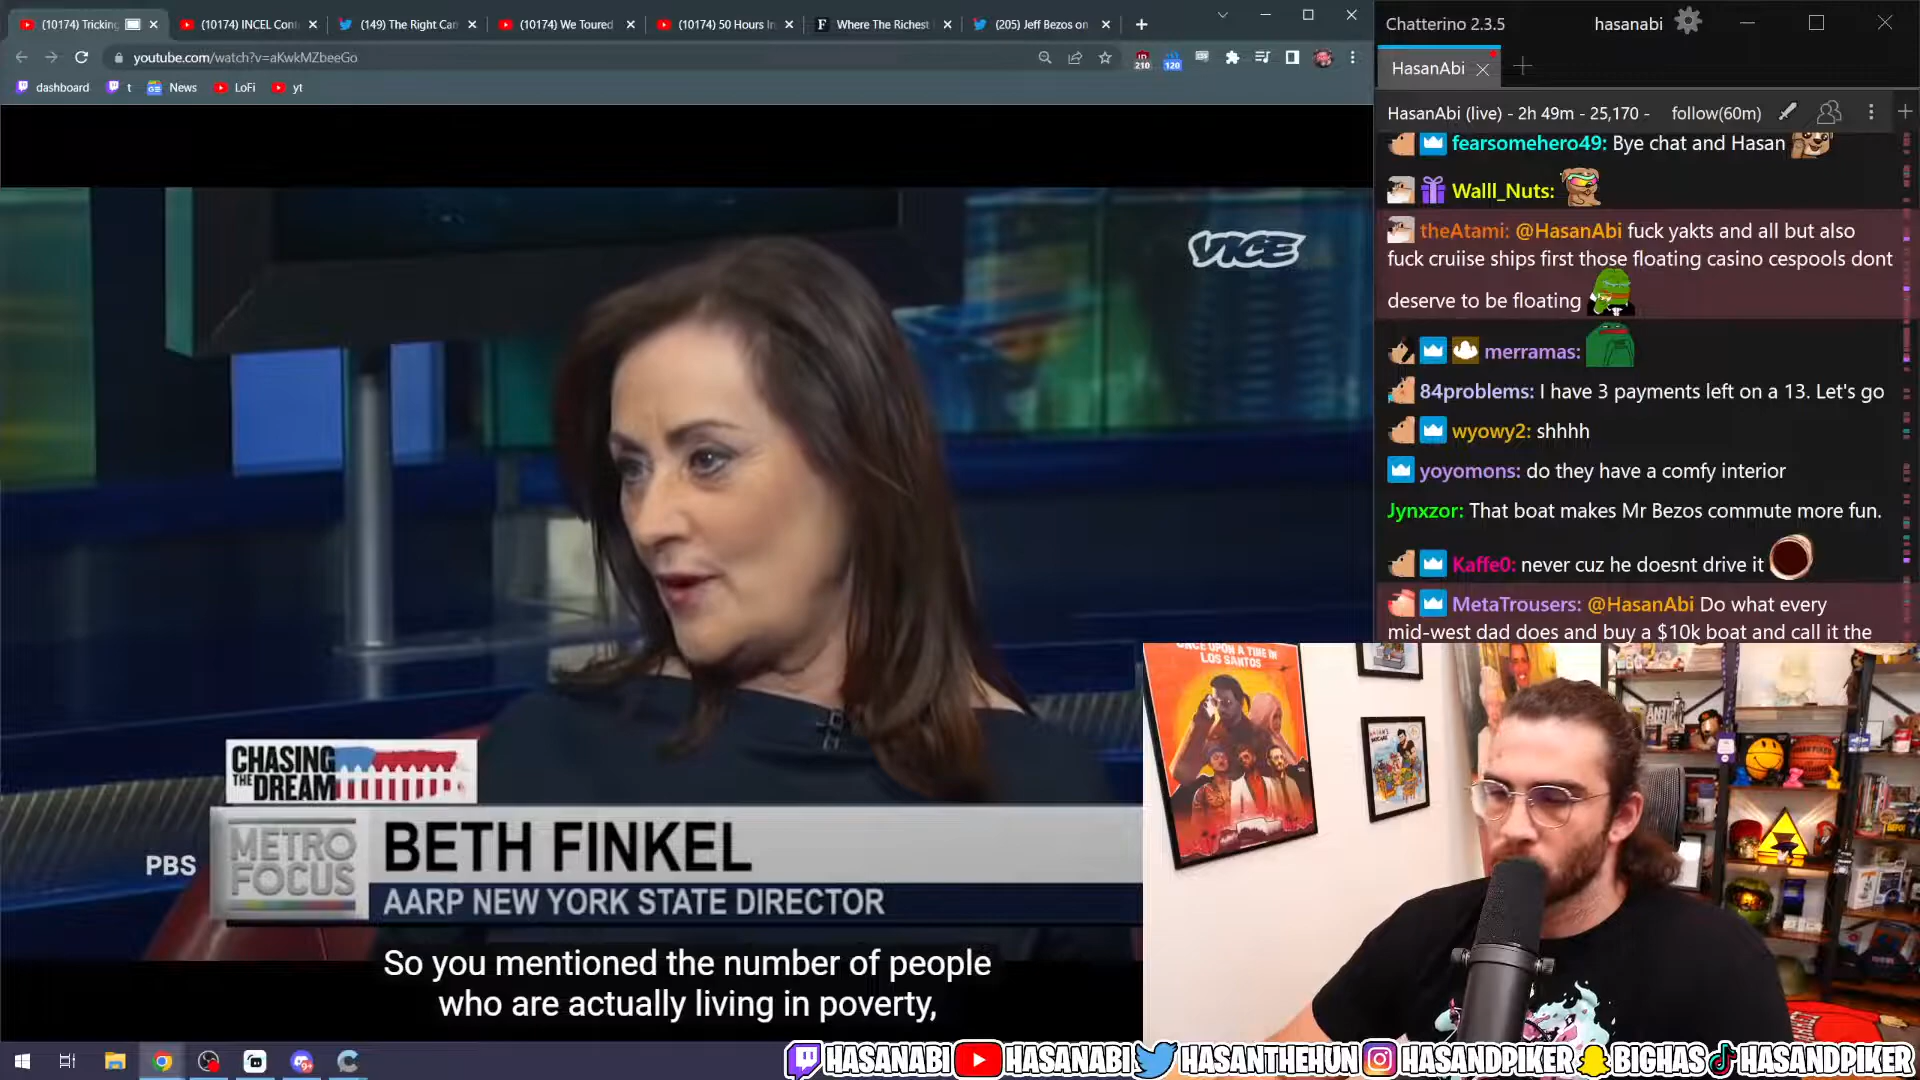 (10174) Tricking
(10174) INCEL Con
(149) The Right Car
(10174) We Toured
(10174) 50 Hours In
Where The Richest
(205) Jeff Bezos on
youtube.com/watch?v=aKwkMZbeeGo
210
120
dashboard
t
News
LoFi
yt
VICE
CHASING
THE DREAM
METRO
FOCUS
PBS
BETH FINKEL
AARP NEW YORK STATE DIRECTOR
So you mentioned the number of people
who are actually living in poverty,
Chatterino 2.3.5
hasanabi
HasanAbi
HasanAbi (live) - 2h 49m - 25,170 -
follow(60m)
fearsomehero49: Bye chat and Hasan
Walll_Nuts:
theAtami: @HasanAbi fuck yakts and all but also
fuck cruiise ships first those floating casino cespools dont
deserve to be floating
merramas:
84problems: I have 3 payments left on a 13. Let's go
wyowy2: shhhh
yoyomons: do they have a comfy interior
Jynxzor: That boat makes Mr Bezos commute more fun.
Kaffe0: never cuz he doesnt drive it
MetaTrousers: @HasanAbi Do what every
mid-west dad does and buy a $10k boat and call it the
ONCE UPON A TIME IN
LOS SANTOS
HASANABI
HASANABI
HASANTHEHUN
HASANDPIKER
BIGHAS
HASANDPIKER